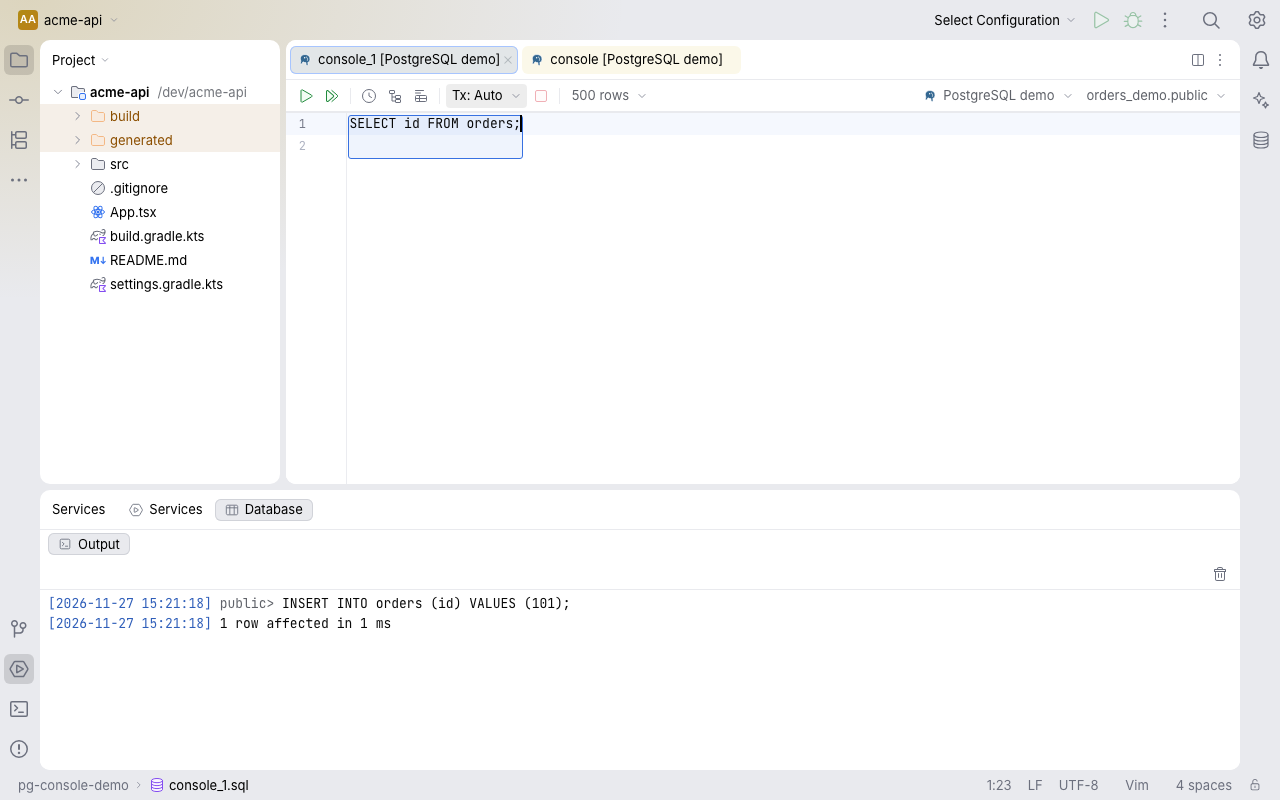 AA acme-api
Select Configuration
Project
console_1 [PostgreSQL demo]
console [PostgreSQL demo]
Tx: Auto
500 rows
PostgreSQL demo
orders_demo.public
acme-api /dev/acme-api
build
generated
src
.gitignore
App.tsx
build.gradle.kts
M↓ README.md
settings.gradle.kts
1 SELECT id FROM orders;
2
Services
Services
Database
Output
[2026-11-27 15:21:18] public> INSERT INTO orders (id) VALUES (101);
[2026-11-27 15:21:18] 1 row affected in 1 ms
pg-console-demo
console_1.sql
1:23
LF
UTF-8
Vim
4 spaces